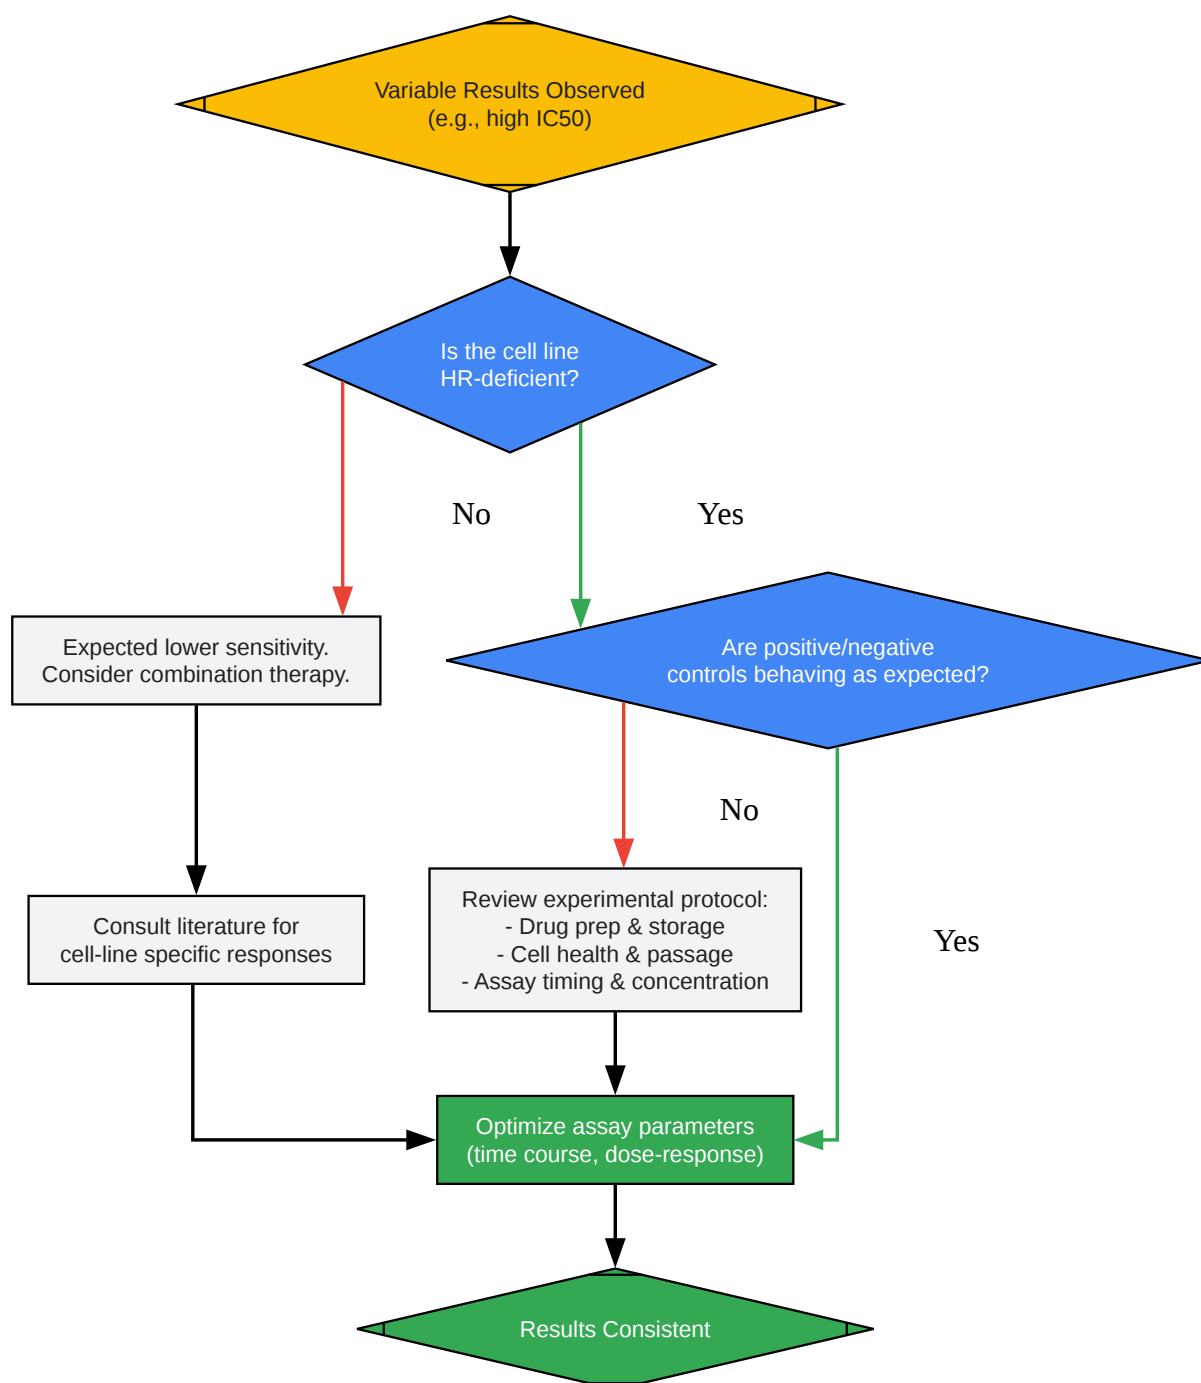 Variable Results Observed
(e.g., high IC50)
Is the cell line
HR-deficient?
No
Yes
Expected lower sensitivity.
Consider combination therapy.
Are positive/negative
controls behaving as expected?
No
Yes
Consult literature for
cell-line specific responses
Review experimental protocol:
- Drug prep & storage
- Cell health & passage
- Assay timing & concentration
Optimize assay parameters
(time course, dose-response)
Results Consistent